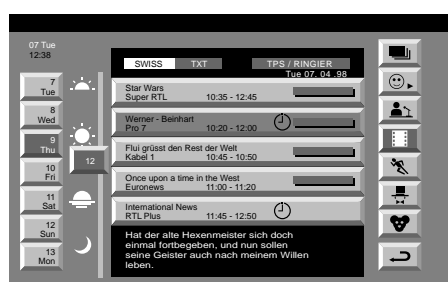 07 Tue
12:38
SWISS TXT TPS / RINGIER
Tue 07. 04 .98
7
Tue
8
Wed
9
Thu
10
Fri
11
Sat
12
Sun
13
Mon
12
Star Wars
Super RTL 10:35 - 12:45
Werner - Beinhart
Pro 7 10:20 - 12:00
Flui grüsst den Rest der Welt
Kabel 1 10:45 - 10:50
Once upon a time in the West
Euronews 11:00 - 11:20
International News
RTL Plus 11:45 - 12:50
Hat der alte Hexenmeister sich doch
einmal fortbegeben, und nun sollen
seine Geister auch nach meinem Willen
leben.